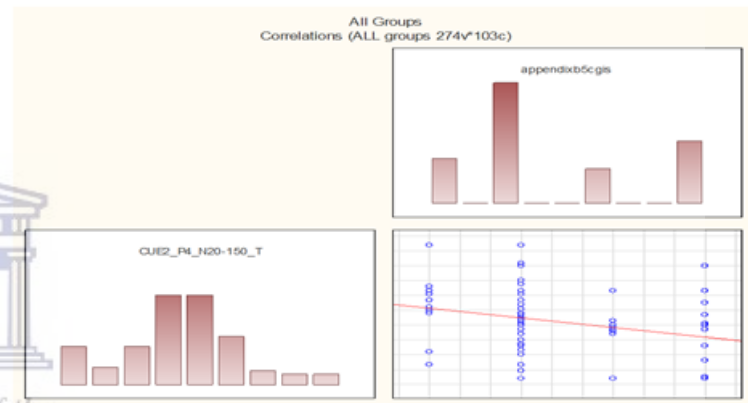 All Groups
Correlations (ALL groups 274v*103c)
appendixb5cgis
CUE2_P4_N20-150_T